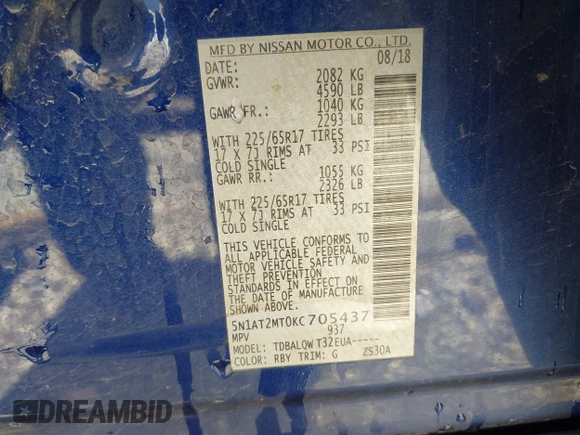 MFD BY NISSAN MOTOR CO., LTD.
DATE: 08/18
GVWR: 2082 KG
4590 LB
GAWR FR.: 1040 KG
2293 LB
WITH 225/65R17 TIRES
17 X 7J RIMS AT 33 PSI
COLD SINGLE
GAWR RR.: 1055 KG
2326 LB
WITH 225/65R17 TIRES
17 X 7J RIMS AT 33 PSI
COLD SINGLE
THIS VEHICLE CONFORMS TO
ALL APPLICABLE FEDERAL
MOTOR VEHICLE SAFETY AND
THEFT PREVENTION
STANDARDS IN EFFECT ON
THE DATE OF MANUFACTURE
SHOWN ABOVE.
5N1AT2MT0KC705437
MPV 937
MODEL: TDBALQWT32EUA-----
COLOR: RBY TRIM: G ZS30A
DREAMBID